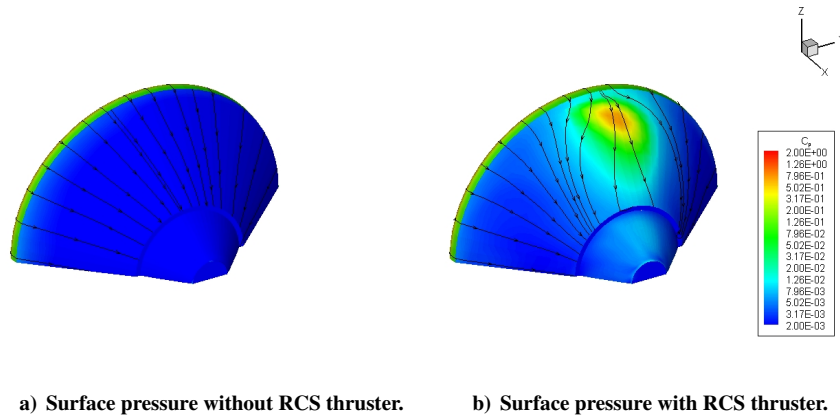 Z
X
Cp
2.00E+00
1.26E+00
7.96E-01
5.02E-01
3.17E-01
2.00E-01
1.26E-01
7.96E-02
5.02E-02
3.17E-02
2.00E-02
1.26E-02
7.96E-03
5.02E-03
3.17E-03
2.00E-03
a) Surface pressure without RCS thruster.
b) Surface pressure with RCS thruster.